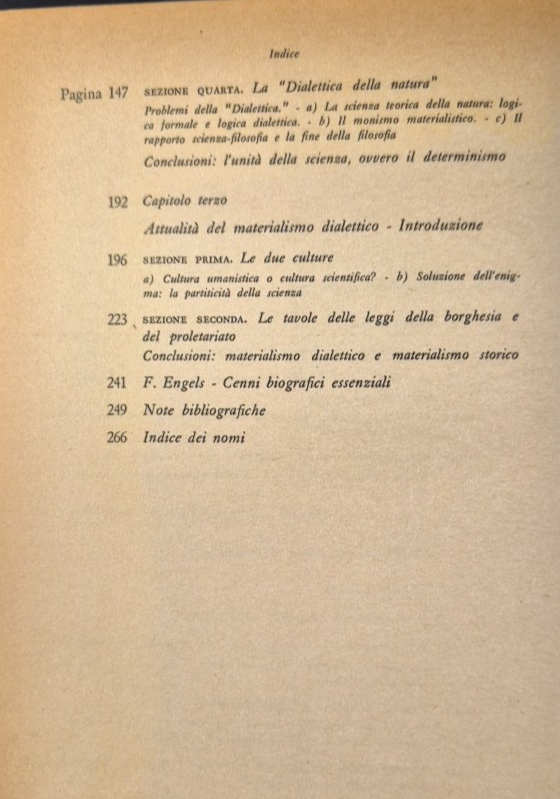 Indice
Pagina 147 SEZIONE QUARTA. La "Dialettica della natura"
Problemi della "Dialettica." - a) La scienza teorica della natura: logi-
ca formale e logica dialettica. - b) Il monismo materialistico. - c) Il
rapporto scienza-filosofia e la fine della filosofia
Conclusioni: l'unità della scienza, ovvero il determinismo
192 Capitolo terzo
Attualità del materialismo dialettico - Introduzione
196 SEZIONE PRIMA. Le due culture
a) Cultura umanistica o cultura scientifica? - b) Soluzione dell'enig-
ma: la partiticità della scienza
223 SEZIONE SECONDA. Le tavole delle leggi della borghesia e
del proletariato
Conclusioni: materialismo dialettico e materialismo storico
241 F. Engels - Cenni biografici essenziali
249 Note bibliografiche
266 Indice dei nomi